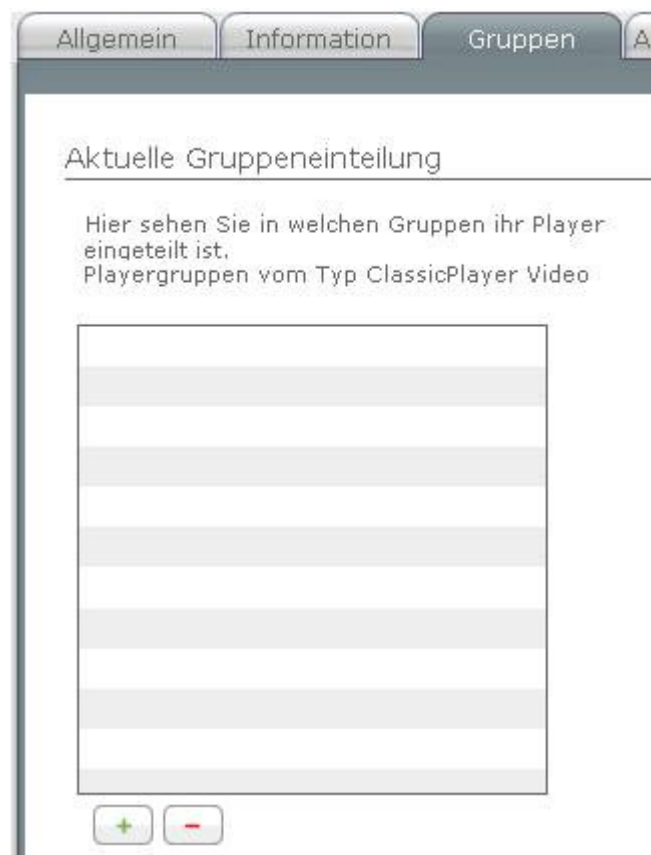 Allgemein Information Gruppen A
Aktuelle Gruppeneinteilung
Hier sehen Sie in welchen Gruppen ihr Player
eingeteilt ist.
Playergruppen vom Typ ClassicPlayer Video
+ −